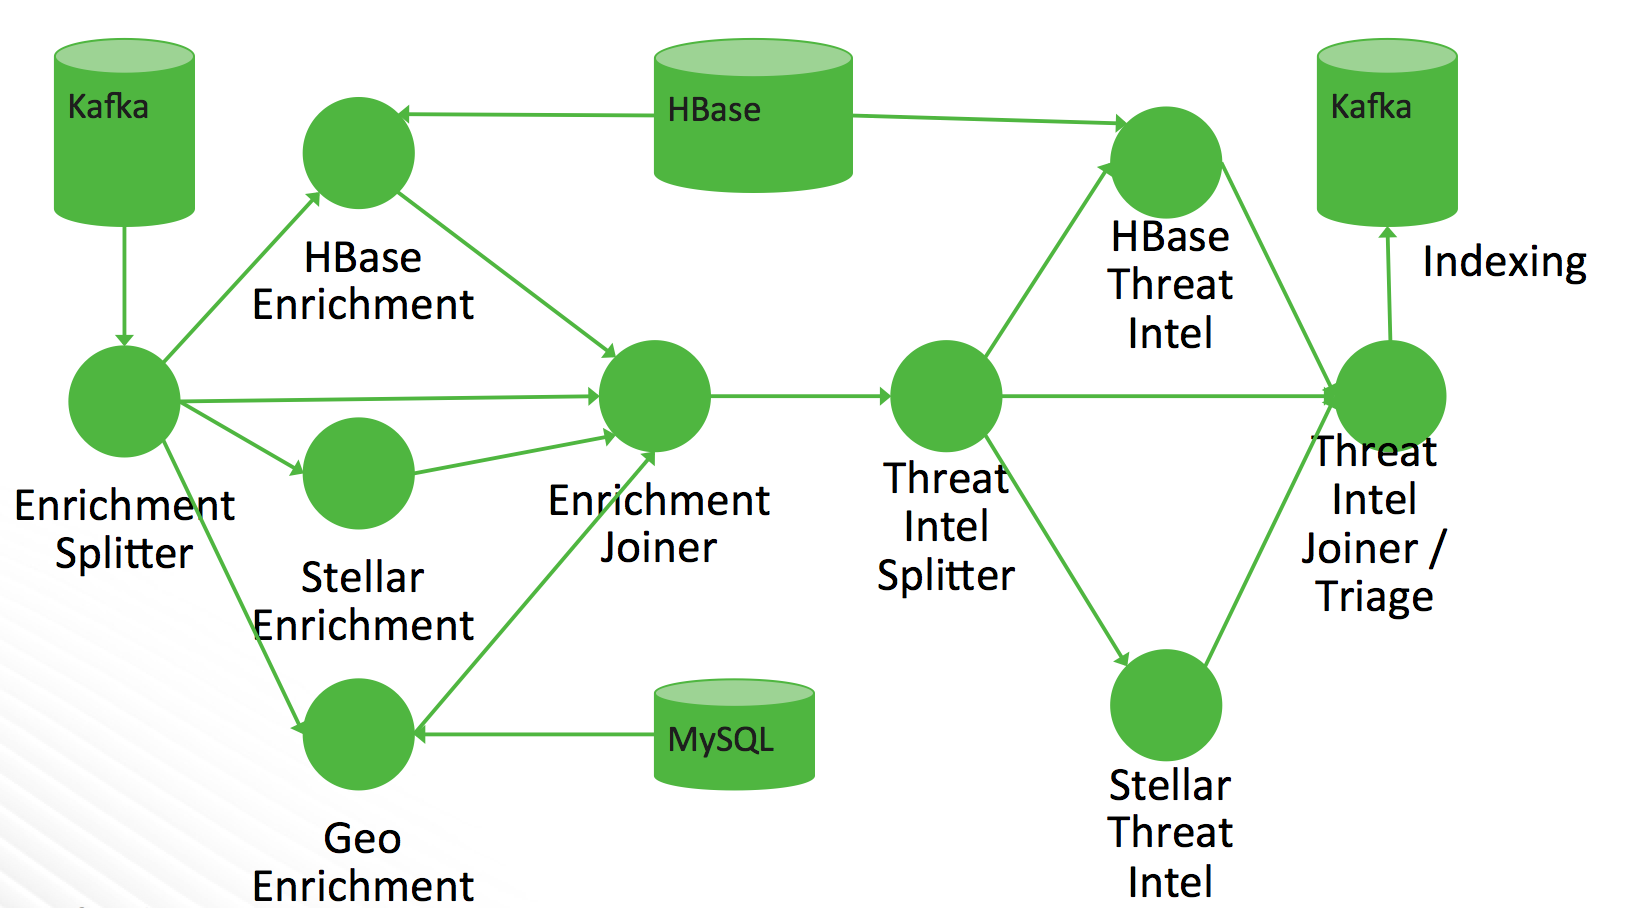 Kafka
HBase
Kafka
HBase
Enrichment
HBase
Threat
Intel
Indexing
Enrichment
Splitter
Stellar
Enrichment
Enrichment
Joiner
Threat
Intel
Splitter
Threat
Intel
Joiner /
Triage
MySQL
Geo
Enrichment
Stellar
Threat
Intel